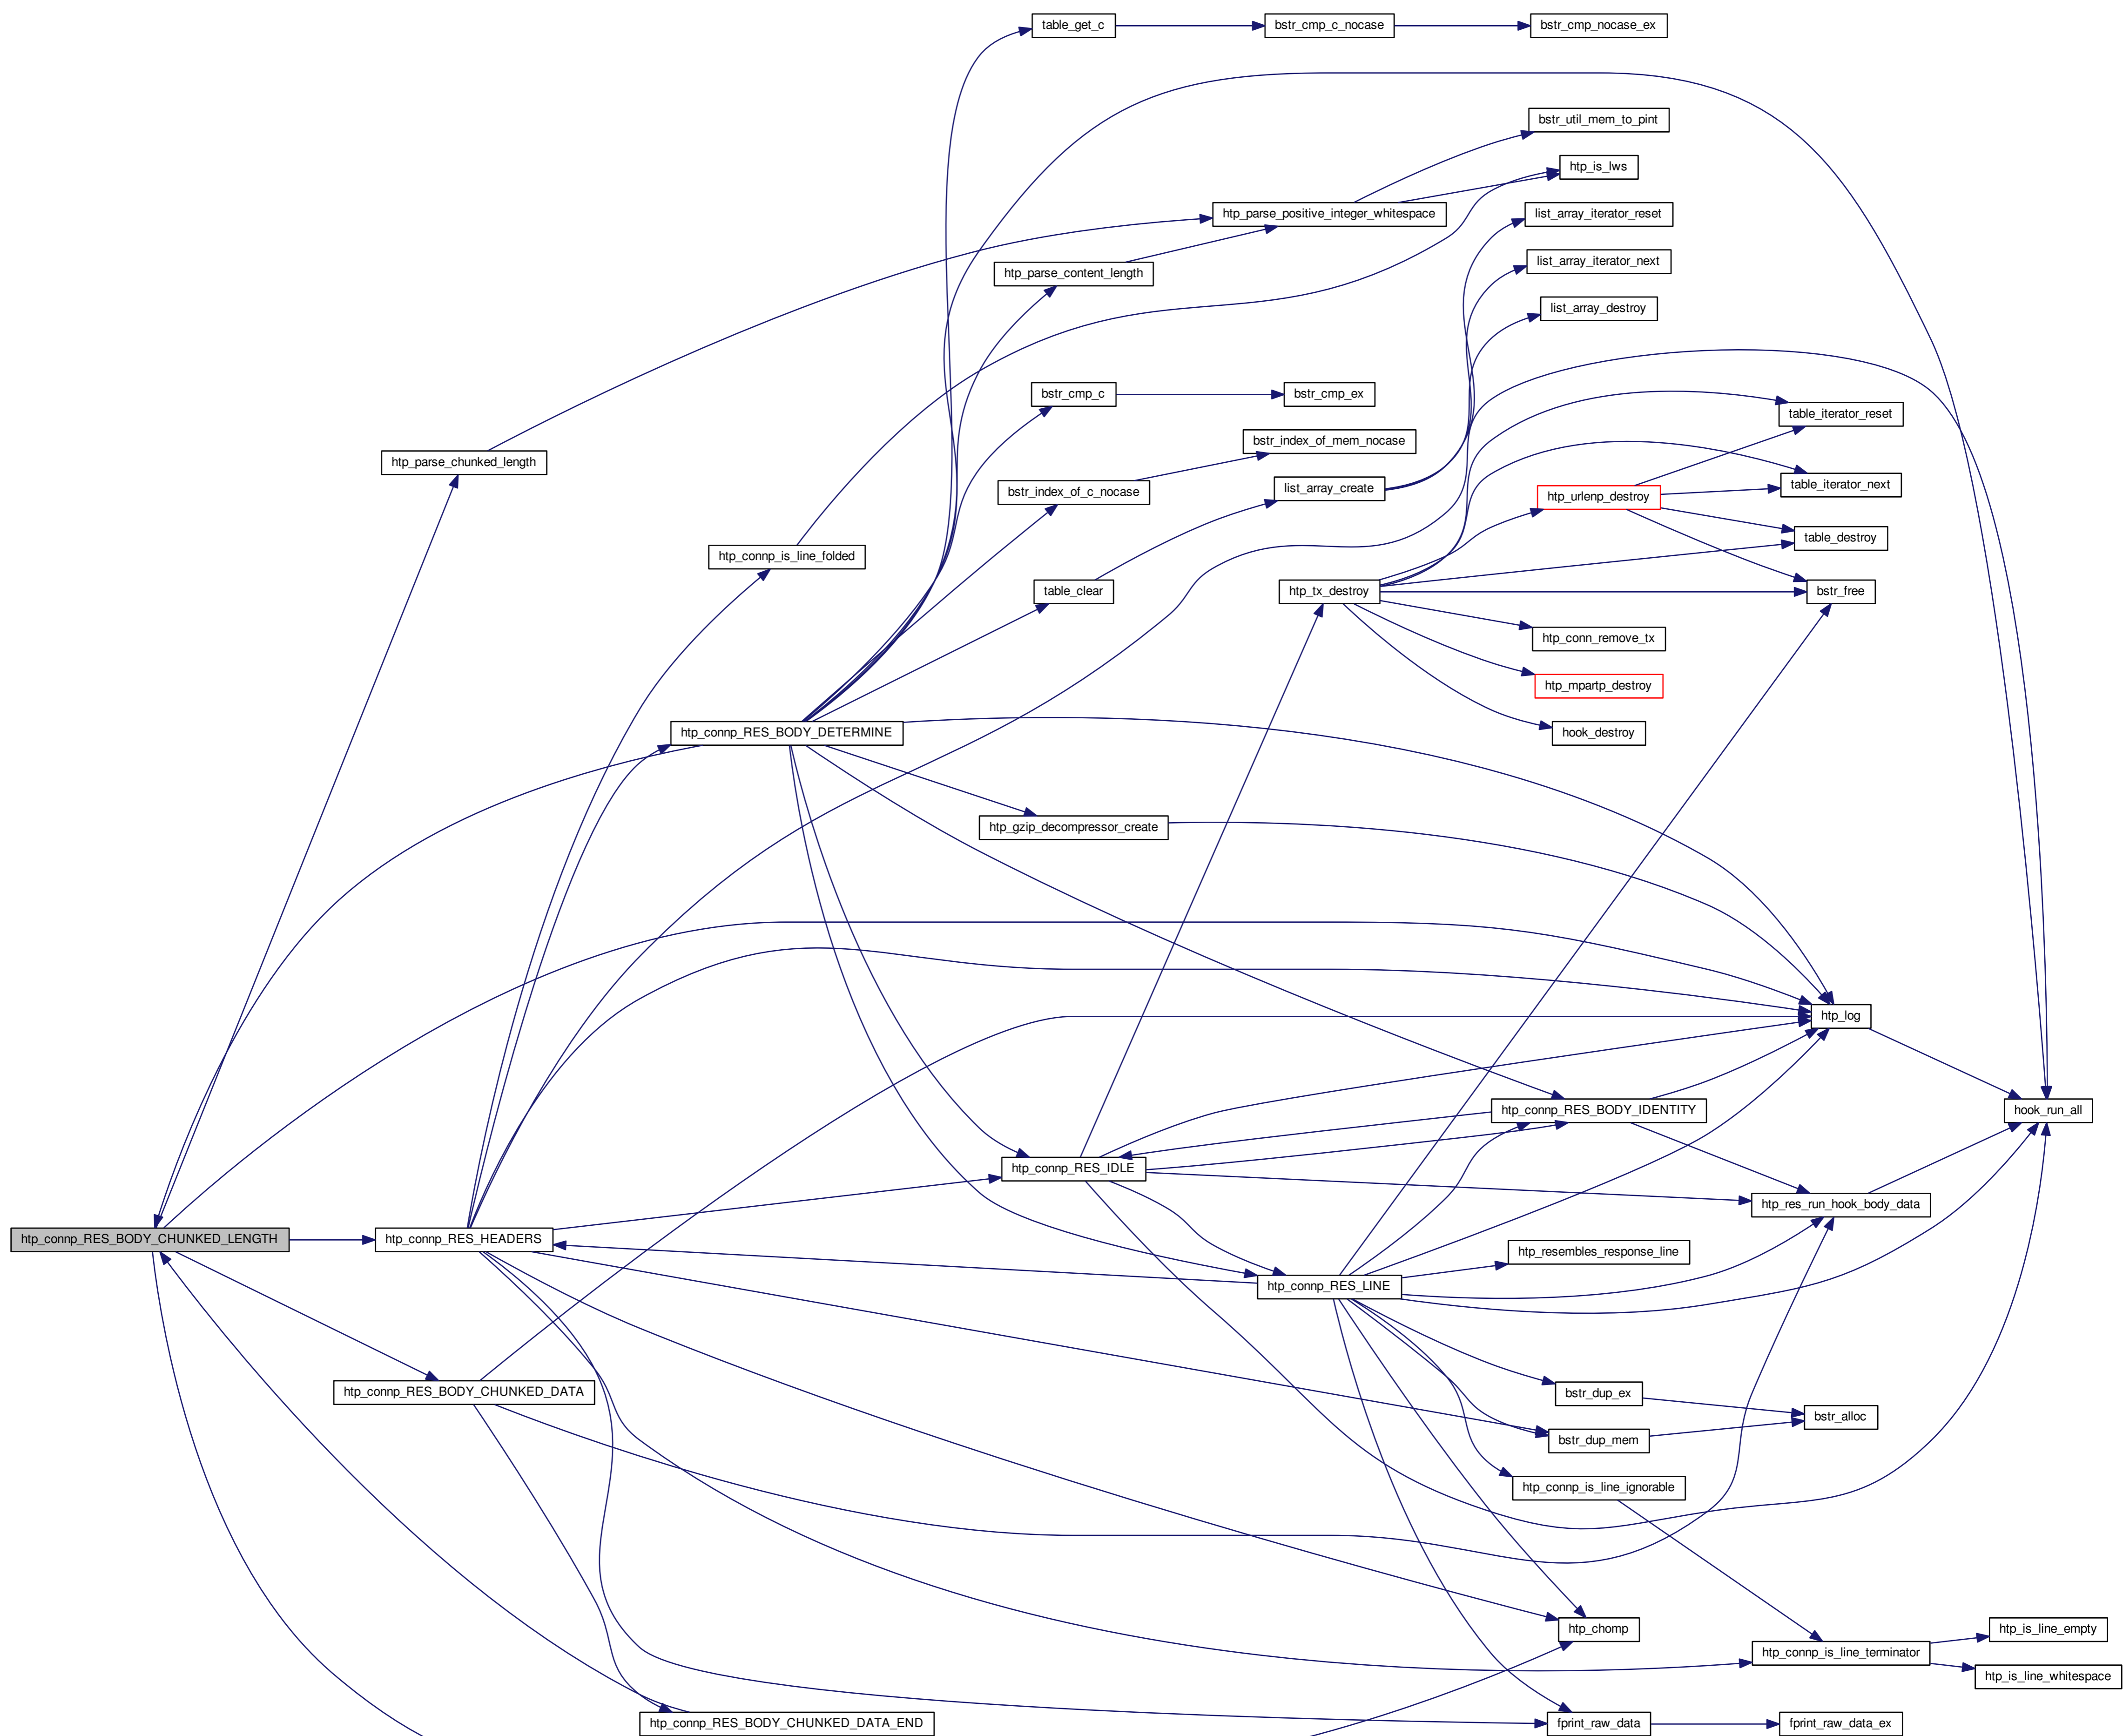 table_get_c
bstr_cmp_c_nocase
bstr_cmp_nocase_ex
bstr_util_mem_to_pint
htp_is_lws
htp_parse_positive_integer_whitespace
list_array_iterator_reset
list_array_iterator_next
htp_parse_content_length
list_array_destroy
bstr_cmp_c
bstr_cmp_ex
table_iterator_reset
bstr_index_of_mem_nocase
htp_parse_chunked_length
bstr_index_of_c_nocase
list_array_create
htp_urlenp_destroy
table_iterator_next
table_destroy
htp_connp_is_line_folded
table_clear
htp_tx_destroy
bstr_free
htp_conn_remove_tx
htp_mpartp_destroy
htp_connp_RES_BODY_DETERMINE
hook_destroy
htp_gzip_decompressor_create
htp_log
htp_connp_RES_BODY_IDENTITY
hook_run_all
htp_connp_RES_IDLE
htp_res_run_hook_body_data
htp_connp_RES_BODY_CHUNKED_LENGTH
htp_connp_RES_HEADERS
htp_resembles_response_line
htp_connp_RES_LINE
htp_connp_RES_BODY_CHUNKED_DATA
bstr_dup_ex
bstr_alloc
bstr_dup_mem
htp_connp_is_line_ignorable
htp_chomp
htp_is_line_empty
htp_connp_is_line_terminator
htp_is_line_whitespace
htp_connp_RES_BODY_CHUNKED_DATA_END
fprint_raw_data
fprint_raw_data_ex